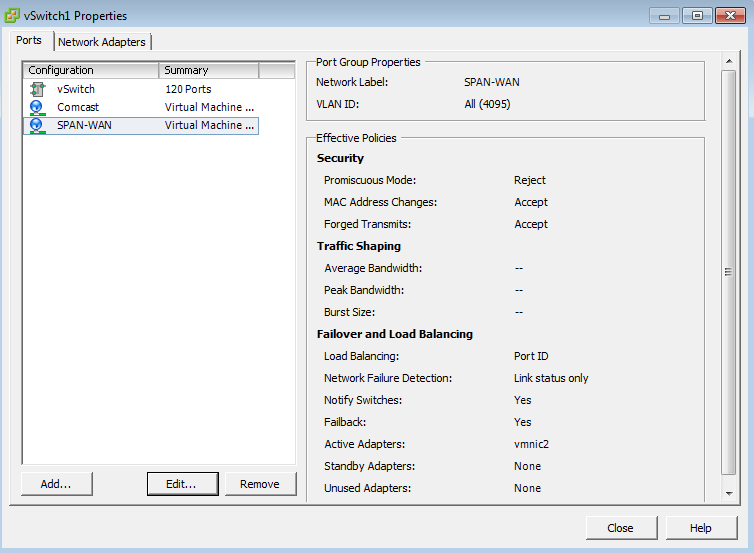 vSwitch1 Properties
Ports Network Adapters
Configuration Summary
vSwitch 120 Ports
Comcast Virtual Machine ...
SPAN-WAN Virtual Machine ...
Add... Edit... Remove
Port Group Properties
Network Label: SPAN-WAN
VLAN ID: All (4095)
Effective Policies
Security
Promiscuous Mode: Reject
MAC Address Changes: Accept
Forged Transmits: Accept
Traffic Shaping
Average Bandwidth: --
Peak Bandwidth: --
Burst Size: --
Failover and Load Balancing
Load Balancing: Port ID
Network Failure Detection: Link status only
Notify Switches: Yes
Failback: Yes
Active Adapters: vmnic2
Standby Adapters: None
Unused Adapters: None
Close Help